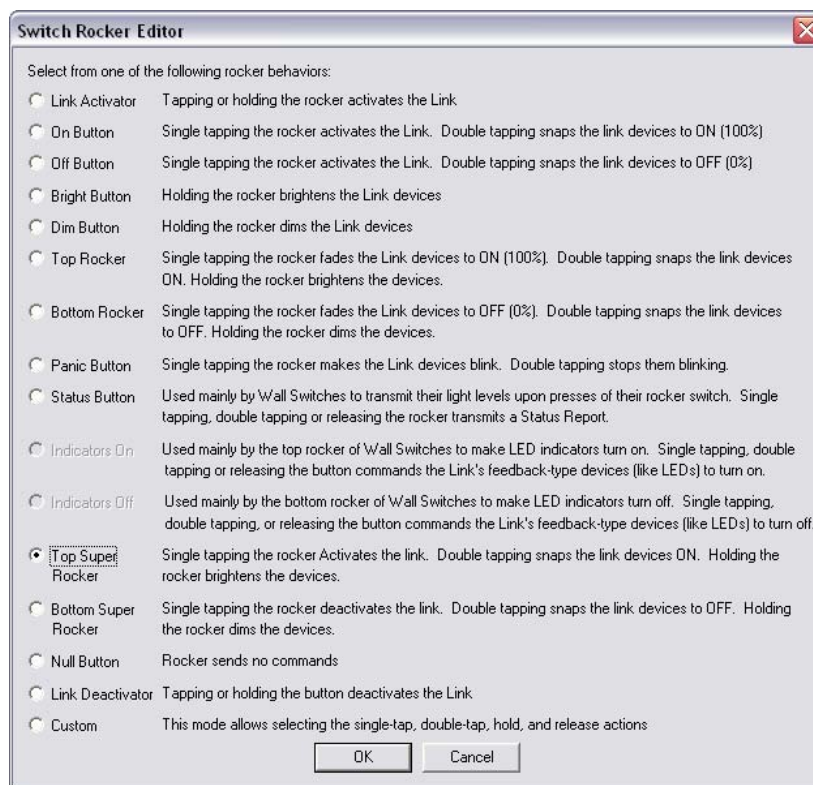 Switch Rocker Editor
Select from one of the following rocker behaviors:
Link Activator Tapping or holding the rocker activates the Link
On Button Single tapping the rocker activates the Link. Double tapping snaps the link devices to ON (100%)
Off Button Single tapping the rocker activates the Link. Double tapping snaps the link devices to OFF (0%)
Bright Button Holding the rocker brightens the Link devices
Dim Button Holding the rocker dims the Link devices
Top Rocker Single tapping the rocker fades the Link devices to ON (100%). Double tapping snaps the link devices
ON. Holding the rocker brightens the devices.
Bottom Rocker Single tapping the rocker fades the Link devices to OFF (0%). Double tapping snaps the link devices
to OFF. Holding the rocker dims the devices.
Panic Button Single tapping the rocker makes the Link devices blink. Double tapping stops them blinking.
Status Button Used mainly by Wall Switches to transmit their light levels upon presses of their rocker switch. Single
tapping, double tapping or releasing the rocker transmits a Status Report.
Indicators On Used mainly by the top rocker of Wall Switches to make LED indicators turn on. Single tapping, double
tapping or releasing the button commands the Link's feedback-type devices (like LEDs) to turn on.
Indicators Off Used mainly by the bottom rocker of Wall Switches to make LED indicators turn off. Single tapping,
double tapping, or releasing the button commands the Link's feedback-type devices (like LEDs) to turn off.
Top Super Single tapping the rocker Activates the link. Double tapping snaps the link devices ON. Holding the
Rocker rocker brightens the devices.
Bottom Super Single tapping the rocker deactivates the link. Double tapping snaps the link devices to OFF. Holding
Rocker the rocker dims the devices.
Null Button Rocker sends no commands
Link Deactivator Tapping or holding the button deactivates the Link
Custom This mode allows selecting the single-tap, double-tap, hold, and release actions
OK Cancel